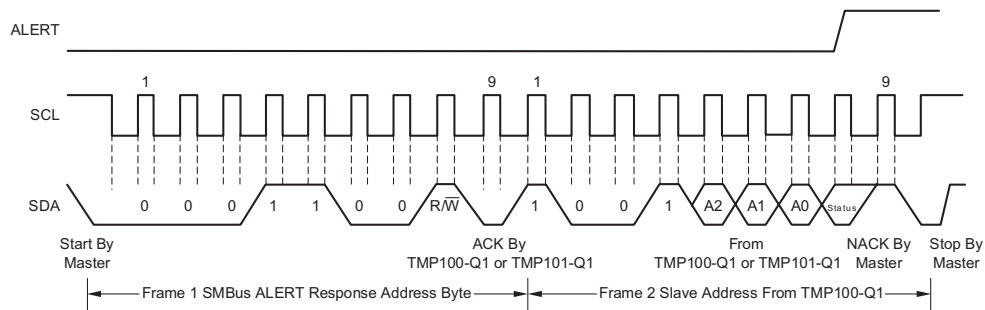 ALERT
1 9 1 9
SCL
SDA 0 0 0 1 1 0 0 R/W̅ 1 0 0 1 A2 A1 A0 Status
Start By
Master
ACK By
TMP100-Q1 or TMP101-Q1
From
TMP100-Q1 or TMP101-Q1
NACK By
Master
Stop By
Master
Frame 1 SMBus ALERT Response Address Byte
Frame 2 Slave Address From TMP100-Q1